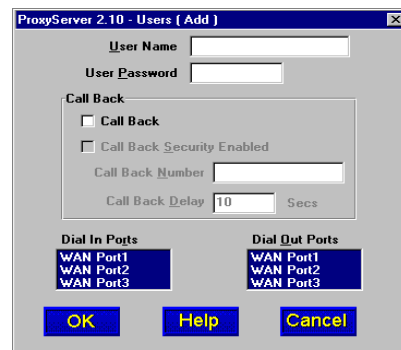 ProxyServer 2.10 - Users ( Add )
User Name
User Password
Call Back
Call Back
Call Back Security Enabled
Call Back Number
Call Back Delay 10 Secs
Dial In Ports Dial Out Ports
WAN Port1 WAN Port1
WAN Port2 WAN Port2
WAN Port3 WAN Port3
OK Help Cancel